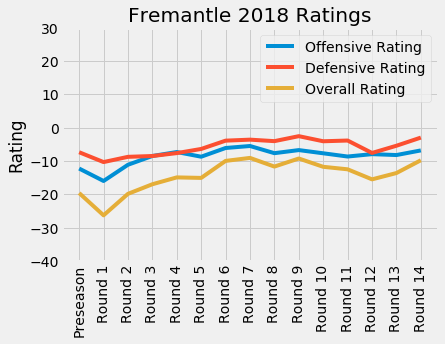 Fremantle 2018 Ratings
Offensive Rating
Defensive Rating
Overall Rating
Rating
30
20
10
0
−10
−20
−30
−40
Preseason
Round 1
Round 2
Round 3
Round 4
Round 5
Round 6
Round 7
Round 8
Round 9
Round 10
Round 11
Round 12
Round 13
Round 14